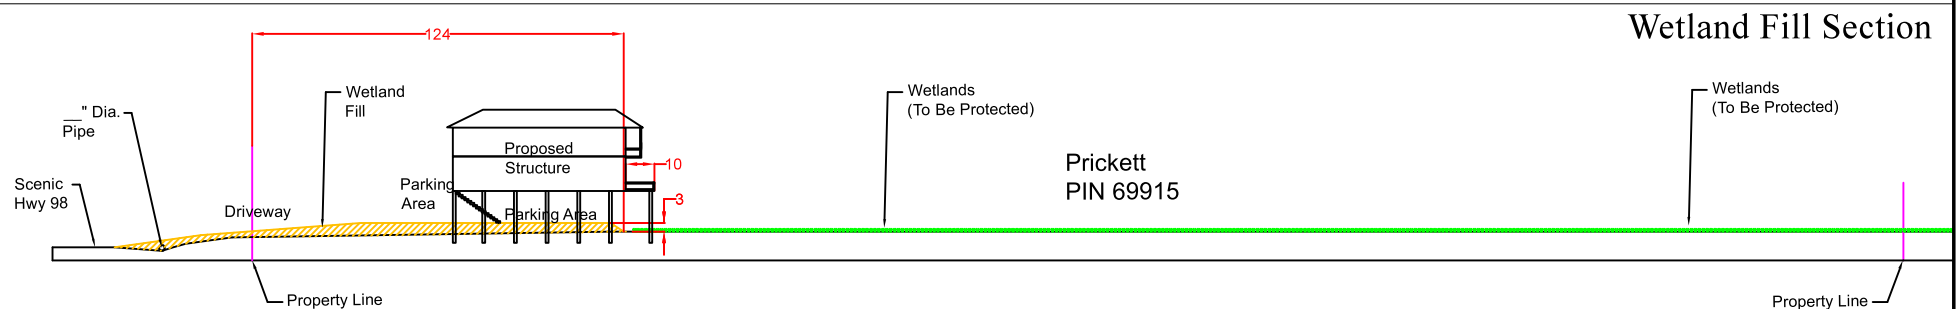 Wetland Fill Section
124
Wetland
Fill
__" Dia.
Pipe
Scenic
Hwy 98
Driveway
Parking
Area
Proposed
Structure
Parking Area
10
3
Wetlands
(To Be Protected)
Prickett
PIN 69915
Wetlands
(To Be Protected)
Property Line
Property Line